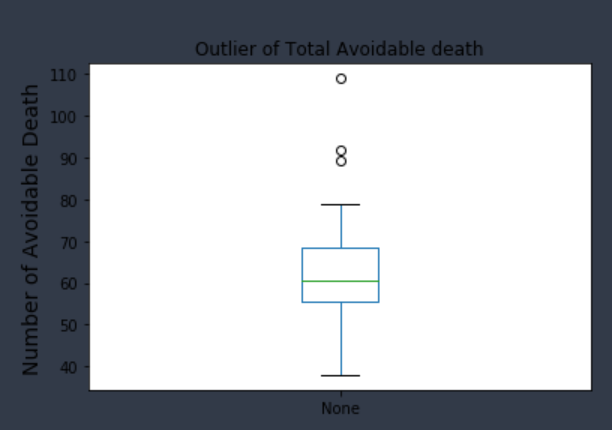 Outlier of Total Avoidable death
Number of Avoidable Death
110
100
90
80
70
60
50
40
None